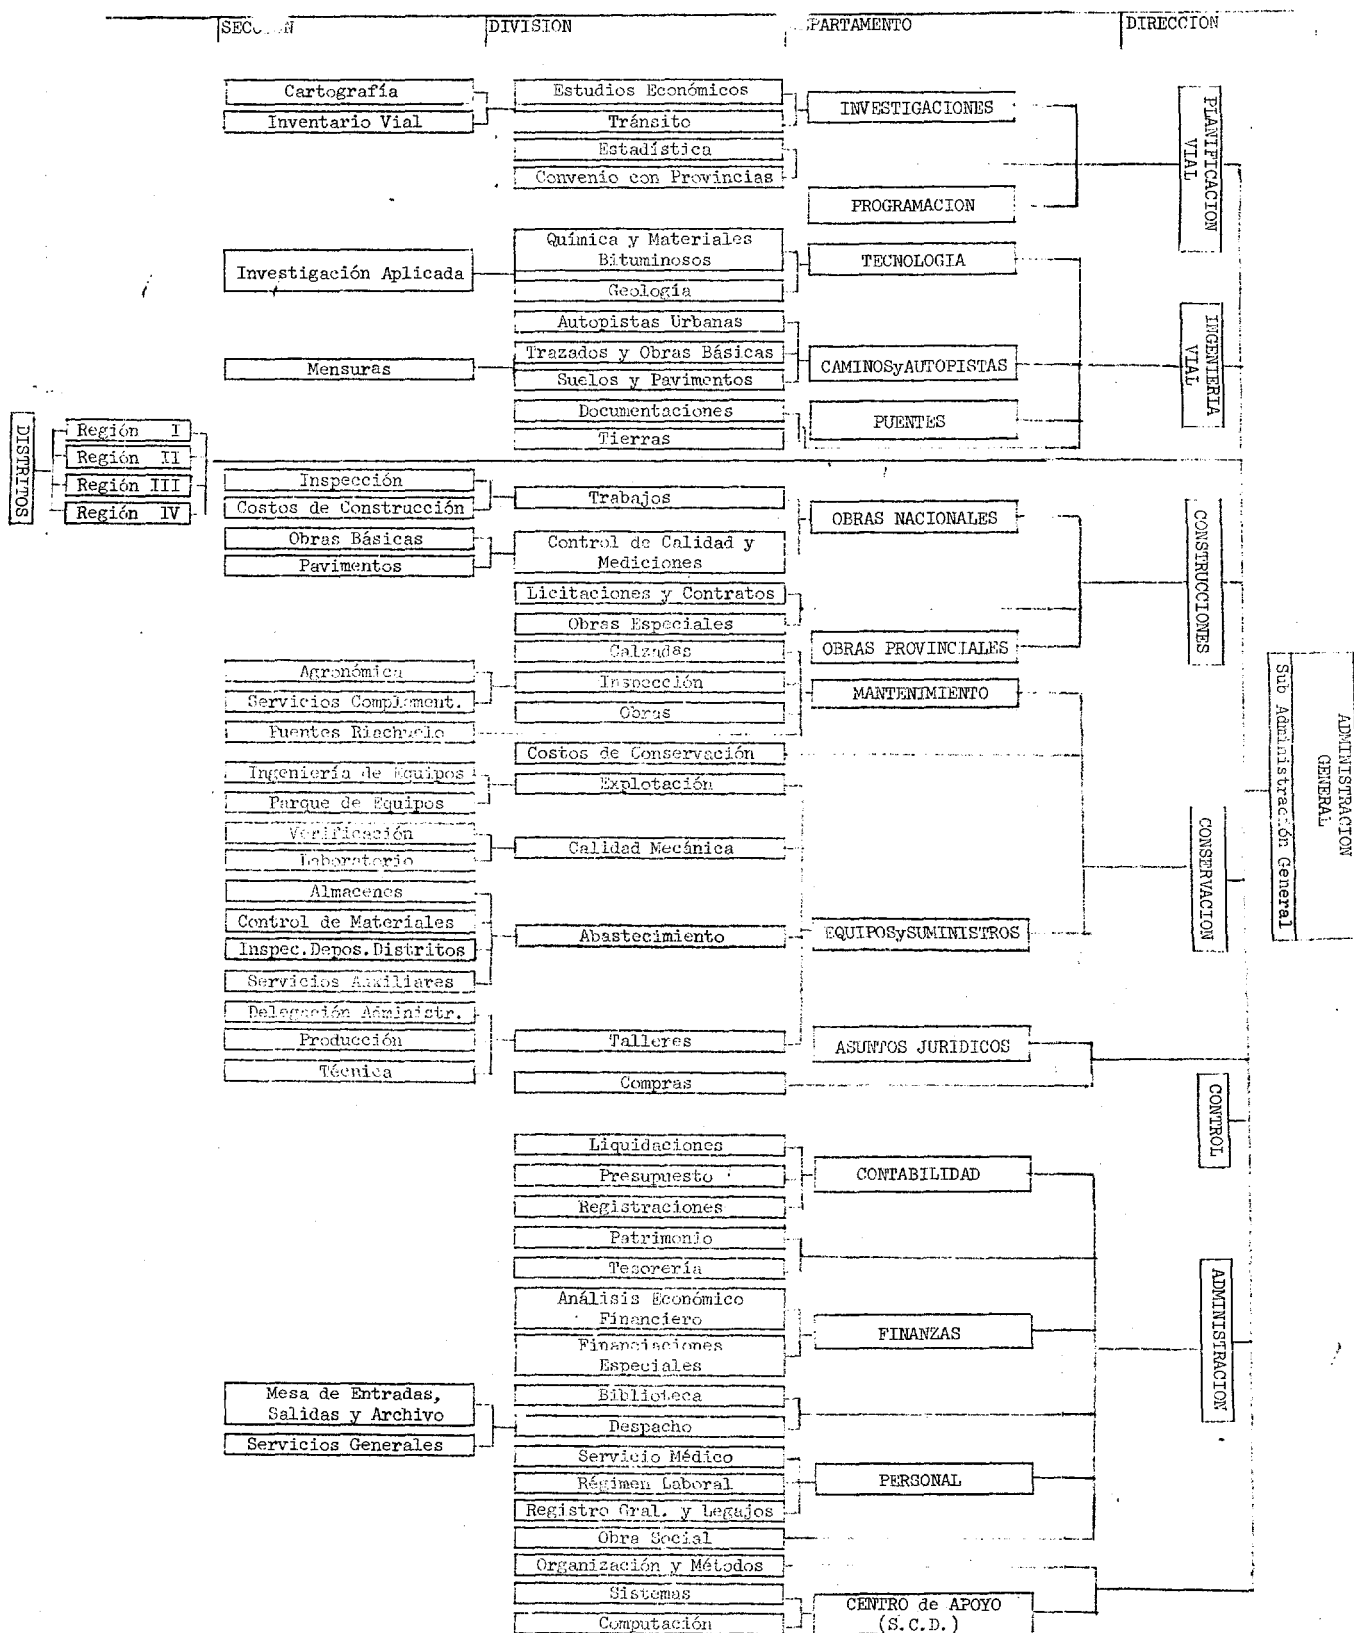 DIVISION
PARTAMENTO
DIRECCION
Cartografía
Inventario Vial
Estudios Económicos
Tránsito
Estadística
Convenio con Provincias
INVESTIGACIONES
PROGRAMACION
PLANIFICACION
VIAL
Investigación Aplicada
Química y Materiales
Bituminosos
Geología
TECNOLOGIA
Mensuras
Autopistas Urbanas
Trazados y Obras Básicas
Suelos y Pavimentos
CAMINOSyAUTOPISTAS
Documentaciones
Tierras
PUENTES
INGENIERIA
VIAL
DISTRITOS
Región I
Región II
Región III
Región IV
Inspección
Costos de Construcción
Obras Básicas
Pavimentos
Trabajos
Control de Calidad y
Mediciones
Licitaciones y Contratos
Obras Especiales
OBRAS NACIONALES
OBRAS PROVINCIALES
CONSTRUCCIONES
Agronómica
Servicios Complement.
Puentes Riachuelo
Calzadas
Inspección
Obras
Costos de Conservación
MANTENIMIENTO
Ingeniería de Equipos
Parque de Equipos
Explotación
Verificación
Laboratorio
Calidad Mecánica
Almacenes
Control de Materiales
Inspec.Depos.Distritos
Servicios Auxiliares
Abastecimiento
EQUIPOSySUMINISTROS
CONSERVACION
Delegación Administr.
Producción
Técnica
Talleres
Compras
ASUNTOS JURIDICOS
CONTROL
ADMINISTRACION
GENERAL
Sub Administración General
Liquidaciones
Presupuesto
Registraciones
CONTABILIDAD
Patrimonio
Tesorería
Análisis Económico
Financiero
Financiaciones
Especiales
FINANZAS
ADMINISTRACION
Mesa de Entradas,
Salidas y Archivo
Servicios Generales
Biblioteca
Despacho
Servicio Médico
Régimen Laboral
Registro Gral. y Legajos
PERSONAL
Obra Social
Organización y Métodos
Sistemas
Computación
CENTRO de APOYO
(S.C.D.)